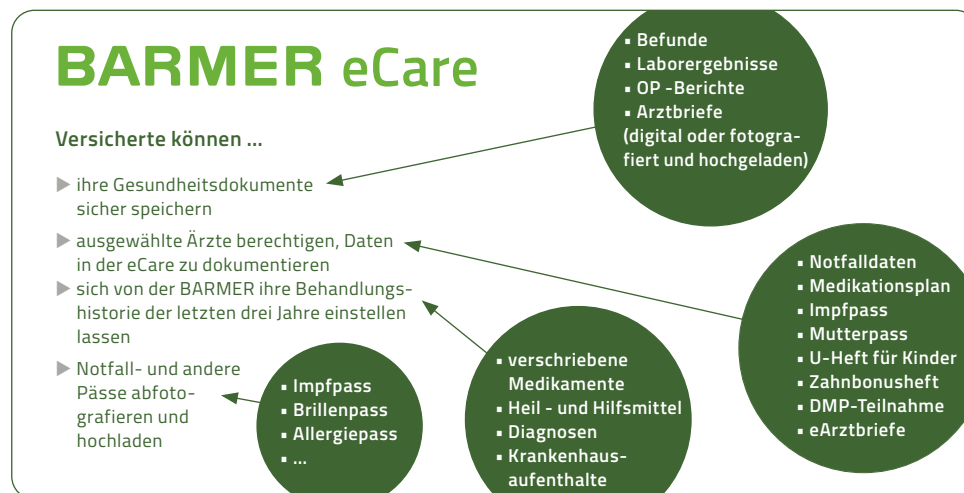 BARMER eCare
Versicherte können ...
▶ ihre Gesundheitsdokumente
sicher speichern
▶ ausgewählte Ärzte berechtigen, Daten
in der eCare zu dokumentieren
▶ sich von der BARMER ihre Behandlungs-
historie der letzten drei Jahre einstellen
lassen
▶ Notfall- und andere
Pässe abfoto-
grafieren und
hochladen
▪ Befunde
▪ Laborergebnisse
▪ OP -Berichte
▪ Arztbriefe
(digital oder fotogra-
fiert und hochgeladen)
▪ Notfalldaten
▪ Medikationsplan
▪ Impfpass
▪ Mutterpass
▪ U-Heft für Kinder
▪ Zahnbonusheft
▪ DMP-Teilnahme
▪ eArztbriefe
▪ verschriebene
Medikamente
▪ Heil - und Hilfsmittel
▪ Diagnosen
▪ Krankenhaus-
aufenthalte
▪ Impfpass
▪ Brillenpass
▪ Allergiepass
▪ ...